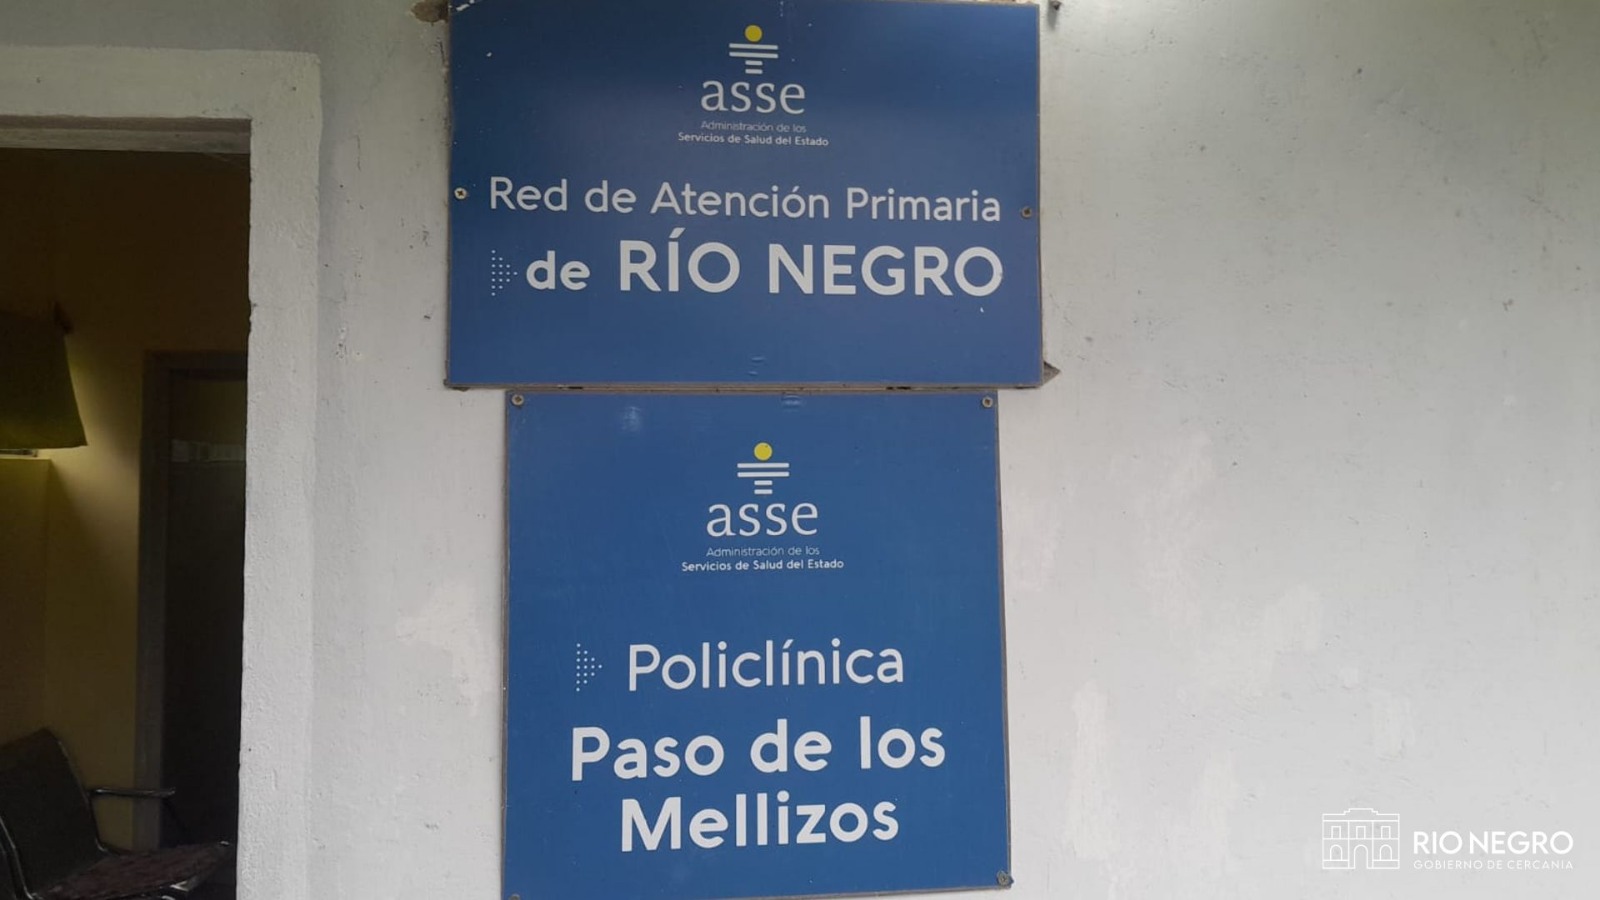 asse
Administración de los
Servicios de Salud del Estado
Red de Atención Primaria
de RÍO NEGRO
asse
Administración de los
Servicios de Salud del Estado
Policlínica
Paso de los
Mellizos
RIO NEGRO
GOBIERNO DE CERCANIA